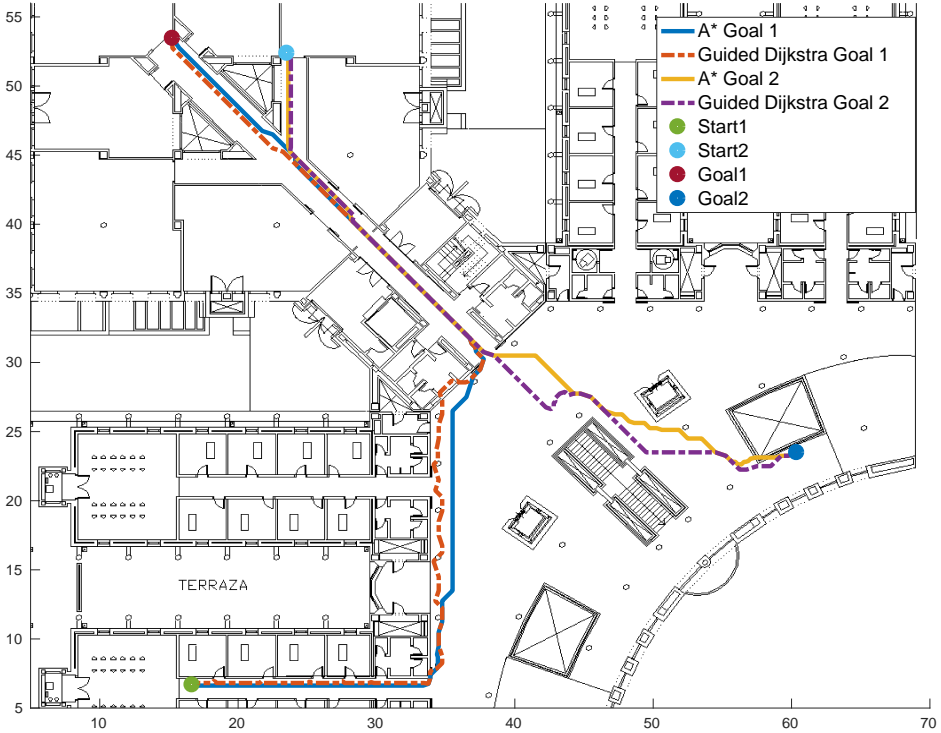 55
50
45
40
35
30
25
20
15
10
5
A* Goal 1
Guided Dijkstra Goal 1
A* Goal 2
Guided Dijkstra Goal 2
Start1
Start2
Goal1
Goal2
TERRAZA
10
20
30
40
50
60
70